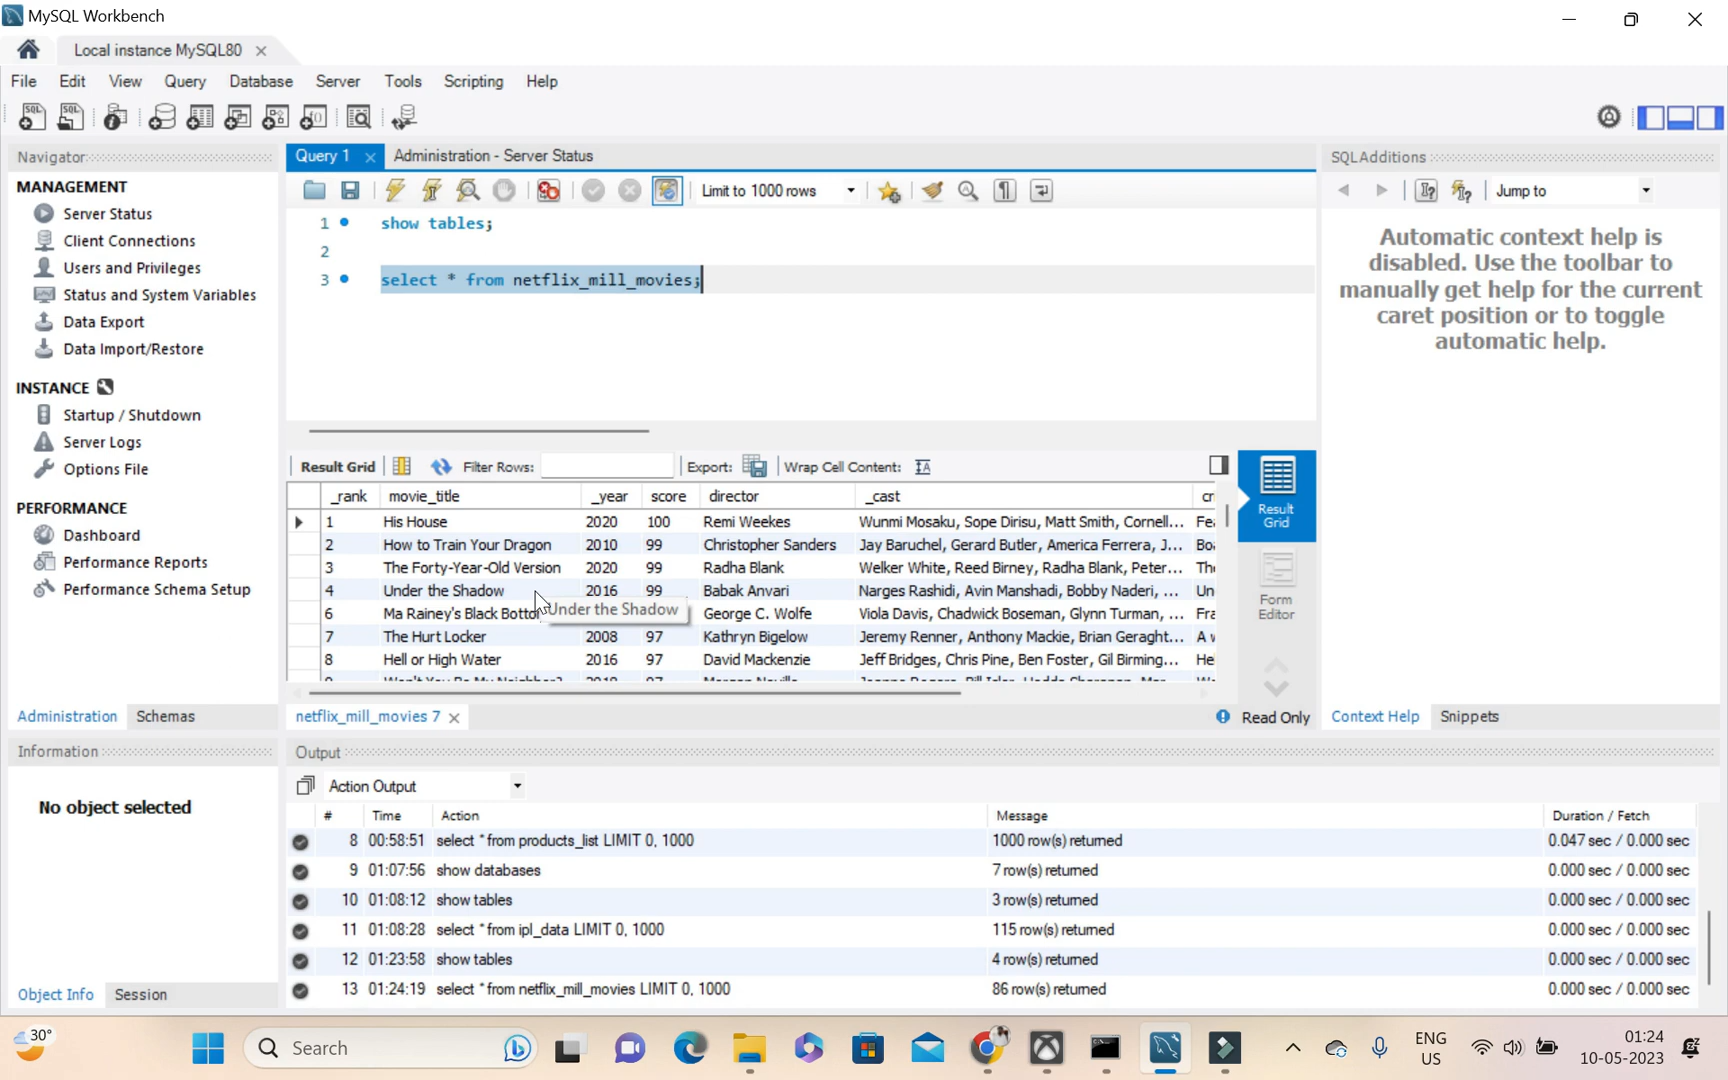 MySQL Workbench
Local instance MySQL80
File Edit View Query Database Server Tools Scripting Help
Navigator
MANAGEMENT
Server Status
Client Connections
Users and Privileges
Status and System Variables
Data Export
Data Import/Restore
INSTANCE
Startup / Shutdown
Server Logs
Options File
PERFORMANCE
Dashboard
Performance Reports
Performance Schema Setup
Administration Schemas
Information
No object selected
Object Info Session
Query 1 Administration - Server Status
Limit to 1000 rows
1 show tables;
2
3 select * from netflix_mill_movies;
Result Grid Filter Rows: Export: Wrap Cell Content:
_rank movie_title _year score director _cast
1 His House 2020 100 Remi Weekes Wunmi Mosaku, Sope Dirisu, Matt Smith, Cornell...
2 How to Train Your Dragon 2010 99 Christopher Sanders Jay Baruchel, Gerard Butler, America Ferrera, J...
3 The Forty-Year-Old Version 2020 99 Radha Blank Welker White, Reed Birney, Radha Blank, Peter...
4 Under the Shadow 2016 99 Babak Anvari Narges Rashidi, Avin Manshadi, Bobby Naderi, ...
6 Ma Rainey's Black George C. Wolfe Viola Davis, Chadwick Boseman, Glynn Turman, ...
Under the Shadow
7 The Hurt Locker 2008 97 Kathryn Bigelow Jeremy Renner, Anthony Mackie, Brian Geraght...
8 Hell or High Water 2016 97 David Mackenzie Jeff Bridges, Chris Pine, Ben Foster, Gil Birming...
Result
Grid
Form
Editor
netflix_mill_movies 7 Read Only
SQLAdditions
Jump to
Automatic context help is
disabled. Use the toolbar to
manually get help for the current
caret position or to toggle
automatic help.
Context Help Snippets
Output
Action Output
# Time Action Message Duration / Fetch
8 00:58:51 select * from products_list LIMIT 0, 1000 1000 row(s) returned 0.047 sec / 0.000 sec
9 01:07:56 show databases 7 row(s) returned 0.000 sec / 0.000 sec
10 01:08:12 show tables 3 row(s) returned 0.000 sec / 0.000 sec
11 01:08:28 select * from ipl_data LIMIT 0, 1000 115 row(s) returned 0.000 sec / 0.000 sec
12 01:23:58 show tables 4 row(s) returned 0.000 sec / 0.000 sec
13 01:24:19 select * from netflix_mill_movies LIMIT 0, 1000 86 row(s) returned 0.000 sec / 0.000 sec
30°
Search
ENG
US
01:24
10-05-2023